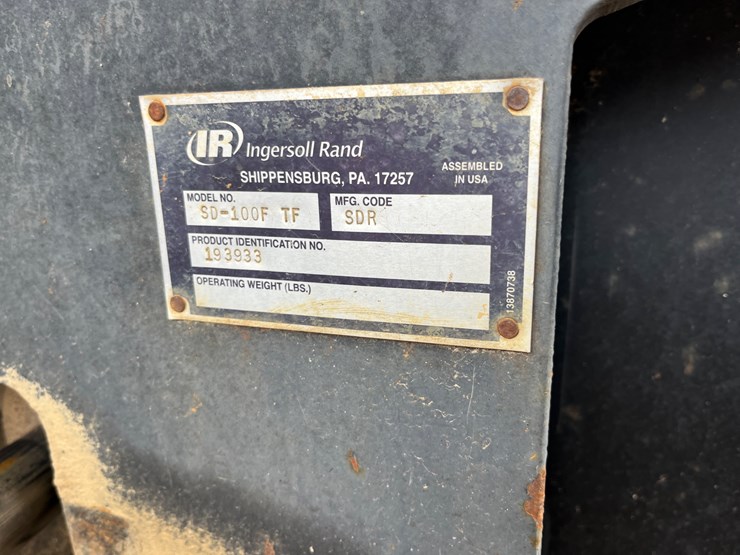 IR Ingersoll Rand
SHIPPENSBURG, PA. 17257
ASSEMBLED
IN USA
MODEL NO.
SD-100F TF
MFG. CODE
SDR
PRODUCT IDENTIFICATION NO.
193933
OPERATING WEIGHT (LBS.)
13870738